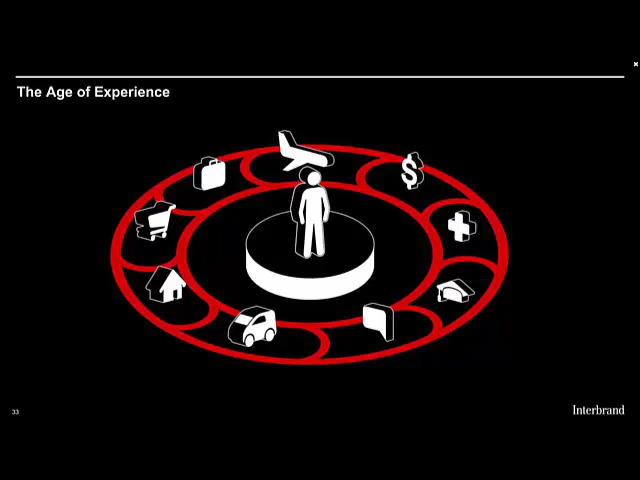 The Age of Experience
$
33
Interbrand